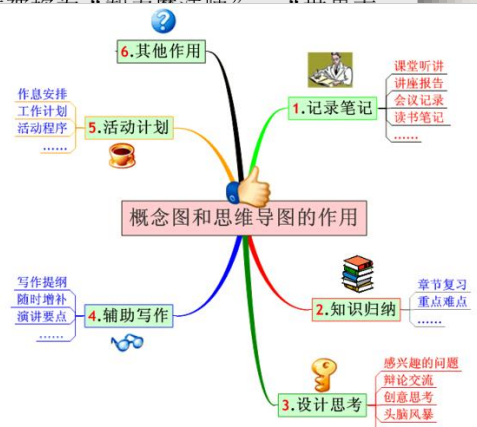 6.其他作用
1.记录笔记
课堂听讲
讲座报告
会议记录
读书笔记
……
作息安排
工作计划
活动程序
……
5.活动计划
概念图和思维导图的作用
写作提纲
随时增补
演讲要点
……
4.辅助写作
2.知识归纳
章节复习
重点难点
……
3.设计思考
感兴趣的问题
辩论交流
创意思考
头脑风暴